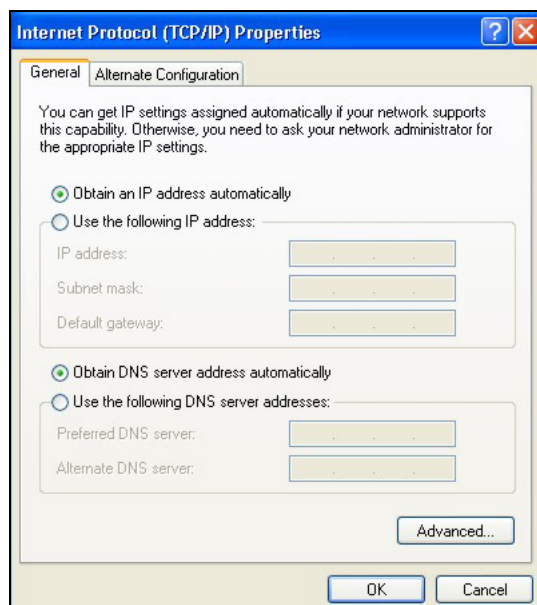 Internet Protocol (TCP/IP) Properties
General
Alternate Configuration
You can get IP settings assigned automatically if your network supports
this capability. Otherwise, you need to ask your network administrator for
the appropriate IP settings.
Obtain an IP address automatically
Use the following IP address:
IP address:
Subnet mask:
Default gateway:
Obtain DNS server address automatically
Use the following DNS server addresses:
Preferred DNS server:
Alternate DNS server:
Advanced...
OK
Cancel